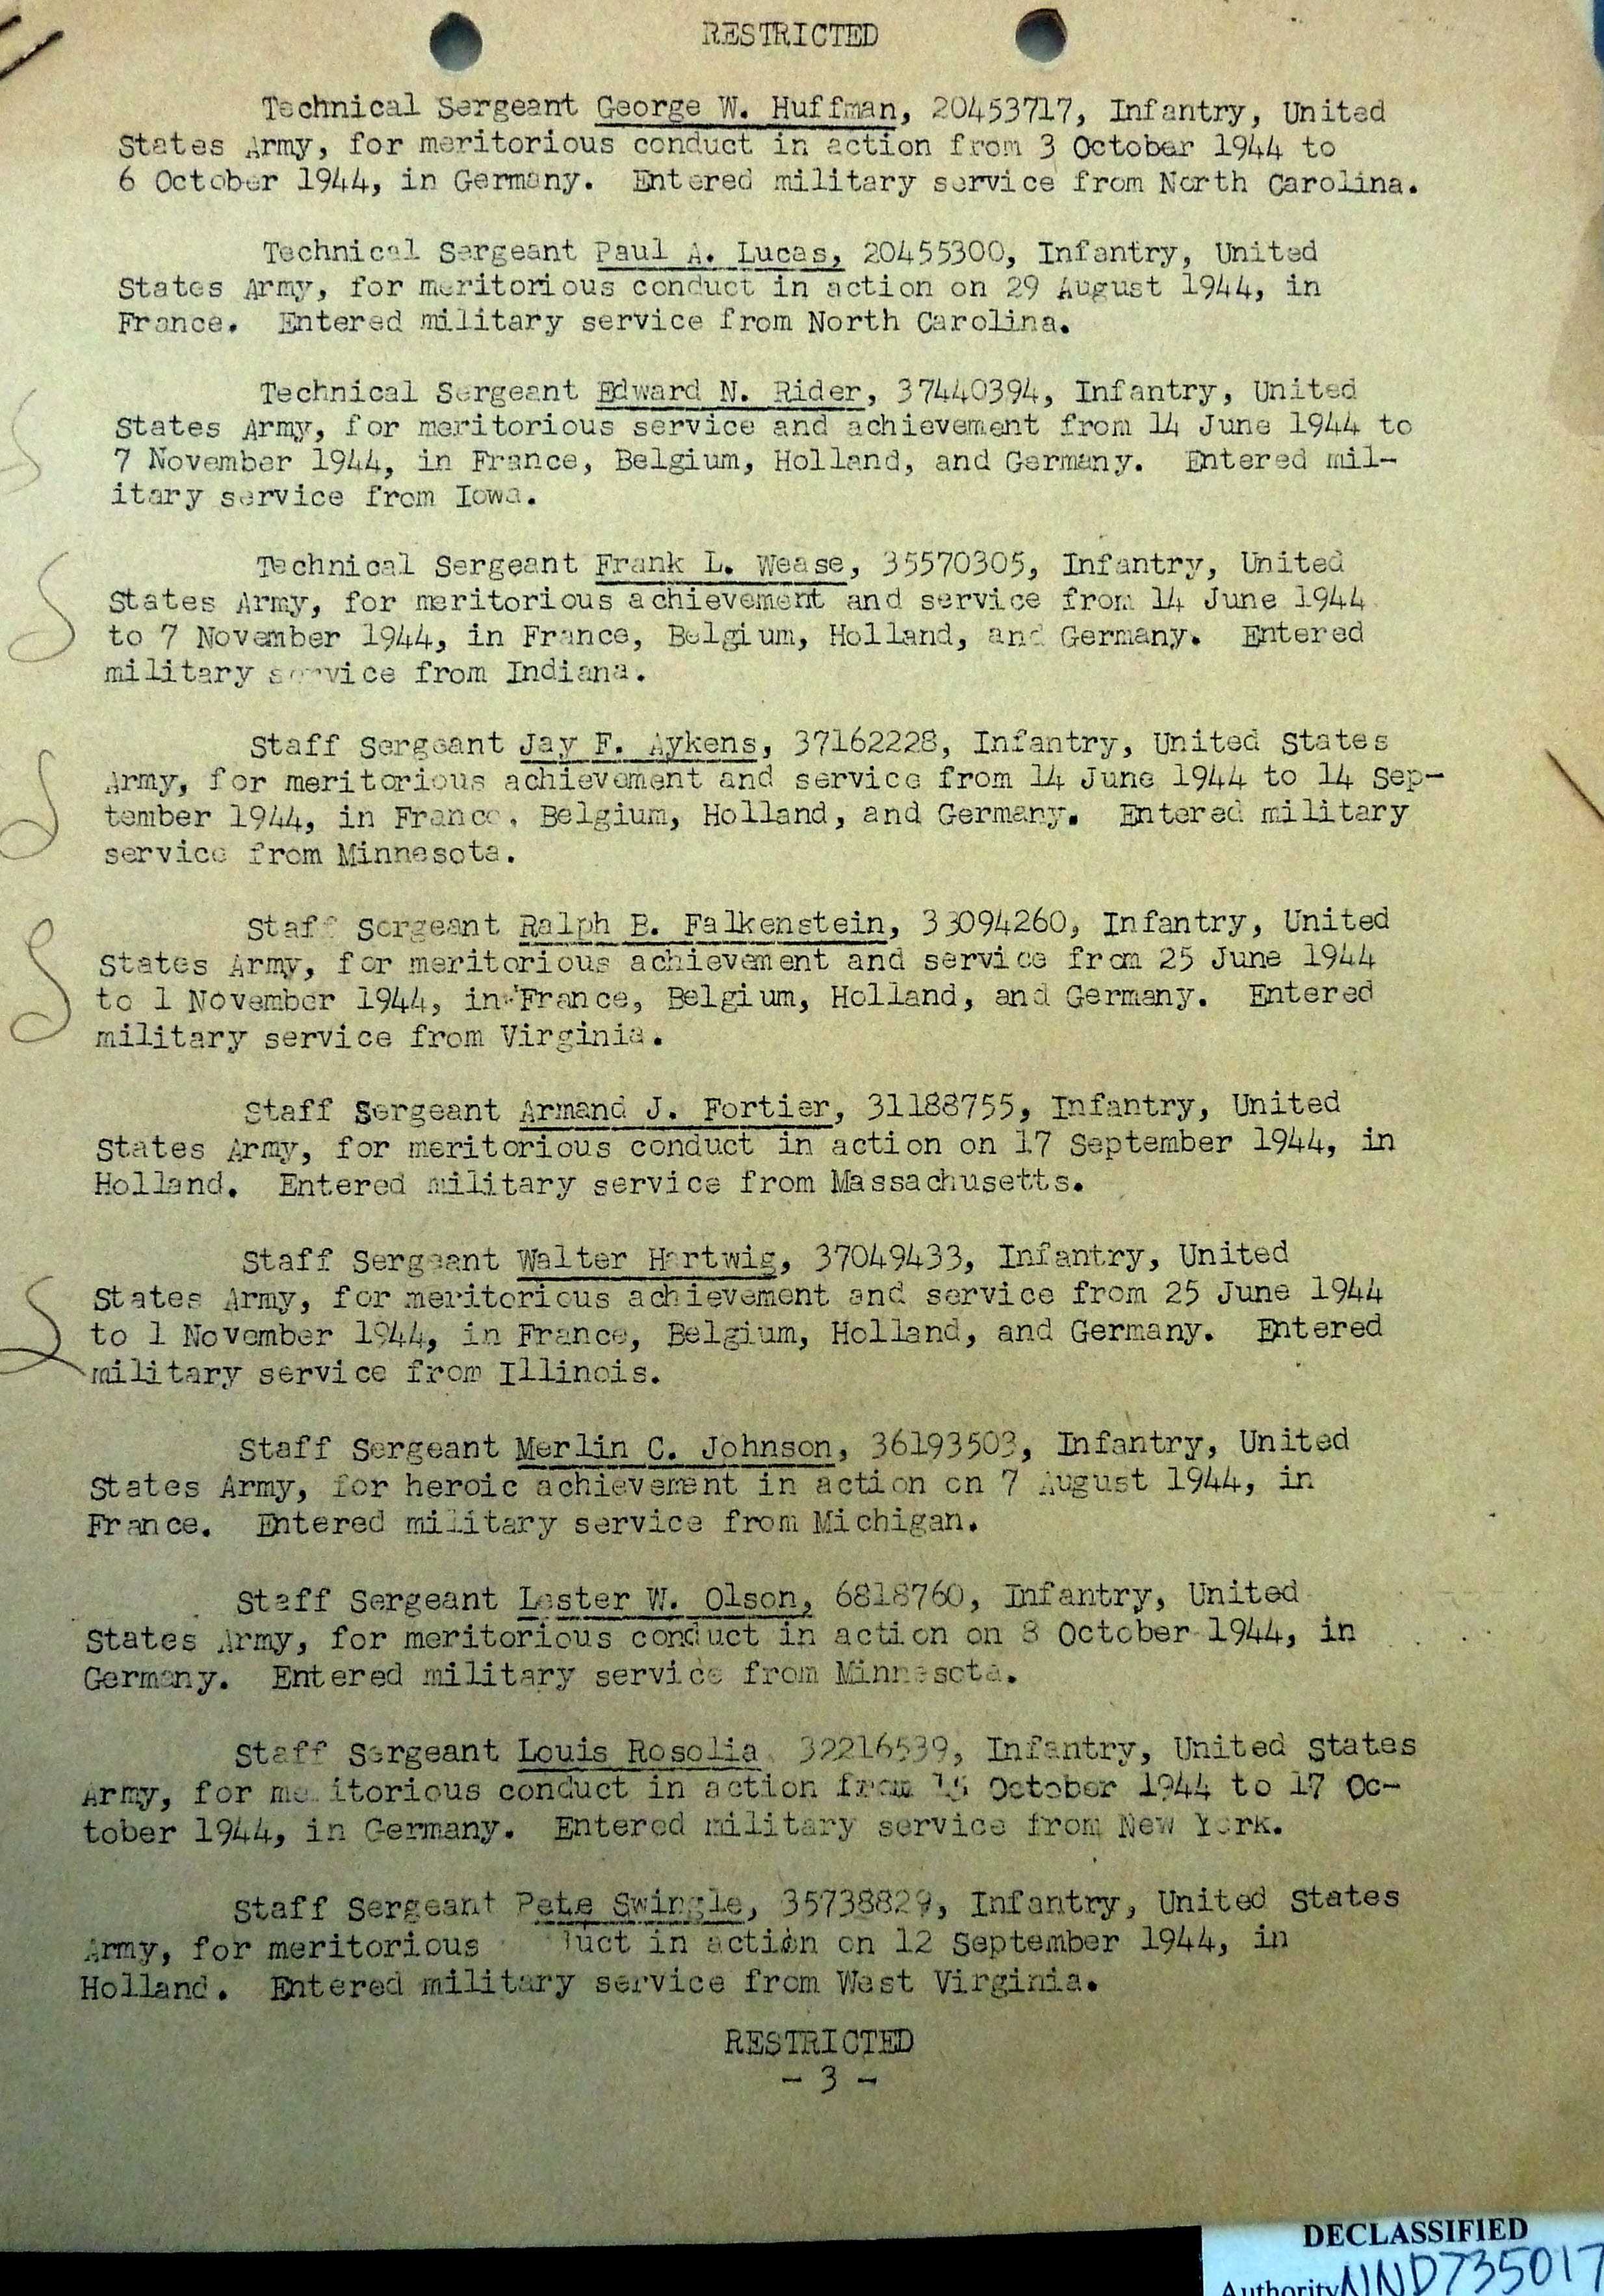 RESTRICTED
Technical Sergeant George W. Huffman, 20453717, Infantry, United
States Army, for meritorious conduct in action from 3 October 1944 to
6 October 1944, in Germany. Entered military service from North Carolina.
Technical Sergeant Paul A. Lucas, 20455300, Infantry, United
States Army, for meritorious conduct in action on 29 August 1944, in
France. Entered military service from North Carolina.
Technical Sergeant Edward N. Rider, 37440394, Infantry, United
States Army, for meritorious service and achievement from 14 June 1944 to
7 November 1944, in France, Belgium, Holland, and Germany. Entered mil-
itary service from Iowa.
Technical Sergeant Frank L. Wease, 35570305, Infantry, United
States Army, for meritorious achievement and service from 14 June 1944
to 7 November 1944, in France, Belgium, Holland, and Germany. Entered
military service from Indiana.
Staff Sergeant Jay F. Aykens, 37162228, Infantry, United States
Army, for meritorious achievement and service from 14 June 1944 to 14 Sep-
tember 1944, in France, Belgium, Holland, and Germany. Entered military
service from Minnesota.
Staff Sergeant Ralph B. Falkenstein, 33094260, Infantry, United
States Army, for meritorious achievement and service from 25 June 1944
to 1 November 1944, in France, Belgium, Holland, and Germany. Entered
military service from Virginia.
Staff Sergeant Armand J. Fortier, 31188755, Infantry, United
States Army, for meritorious conduct in action on 17 September 1944, in
Holland. Entered military service from Massachusetts.
Staff Sergeant Walter Hartwig, 37049433, Infantry, United
States Army, for meritorious achievement and service from 25 June 1944
to 1 November 1944, in France, Belgium, Holland, and Germany. Entered
military service from Illinois.
Staff Sergeant Merlin C. Johnson, 36193503, Infantry, United
States Army, for heroic achievement in action on 7 August 1944, in
France. Entered military service from Michigan.
Staff Sergeant Lester W. Olson, 6818760, Infantry, United
States Army, for meritorious conduct in action on 8 October 1944, in
Germany. Entered military service from Minnesota.
Staff Sergeant Louis Rosolia, 32216539, Infantry, United States
Army, for meritorious conduct in action from October 1944 to 17 Oc-
tober 1944, in Germany. Entered military service from New York.
Staff Sergeant Pete Swingle, 35738829, Infantry, United States
Army, for meritorious in action on 12 September 1944, in
Holland. Entered military service from West Virginia.
RESTRICTED
- 3 -
DECLASSIFIED
Authority NND735017